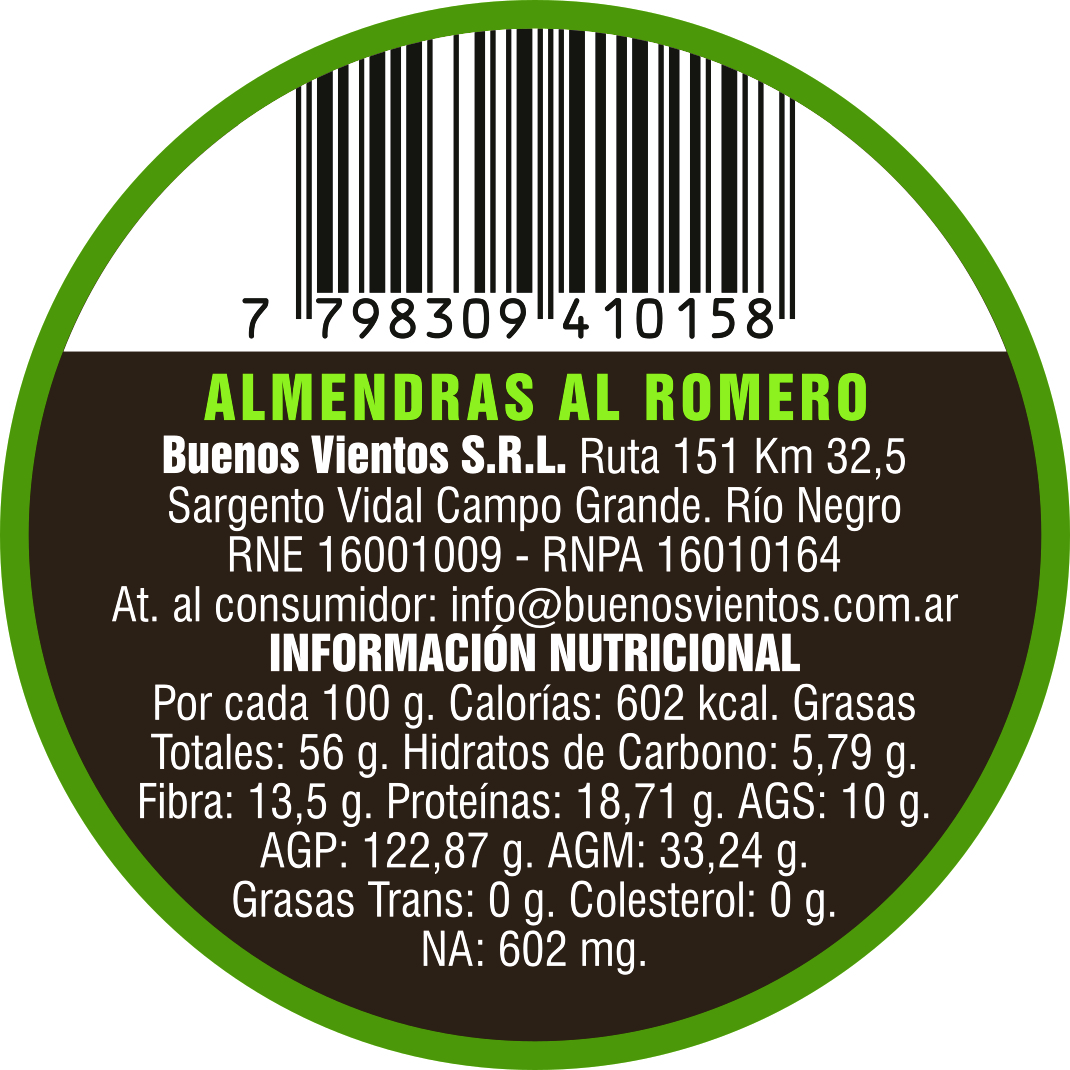 7 798309 410158
ALMENDRAS AL ROMERO
Buenos Vientos S.R.L. Ruta 151 Km 32,5
Sargento Vidal Campo Grande. Río Negro
RNE 16001009 - RNPA 16010164
At. al consumidor: info@buenosvientos.com.ar
INFORMACIÓN NUTRICIONAL
Por cada 100 g. Calorías: 602 kcal. Grasas
Totales: 56 g. Hidratos de Carbono: 5,79 g.
Fibra: 13,5 g. Proteínas: 18,71 g. AGS: 10 g.
AGP: 122,87 g. AGM: 33,24 g.
Grasas Trans: 0 g. Colesterol: 0 g.
NA: 602 mg.